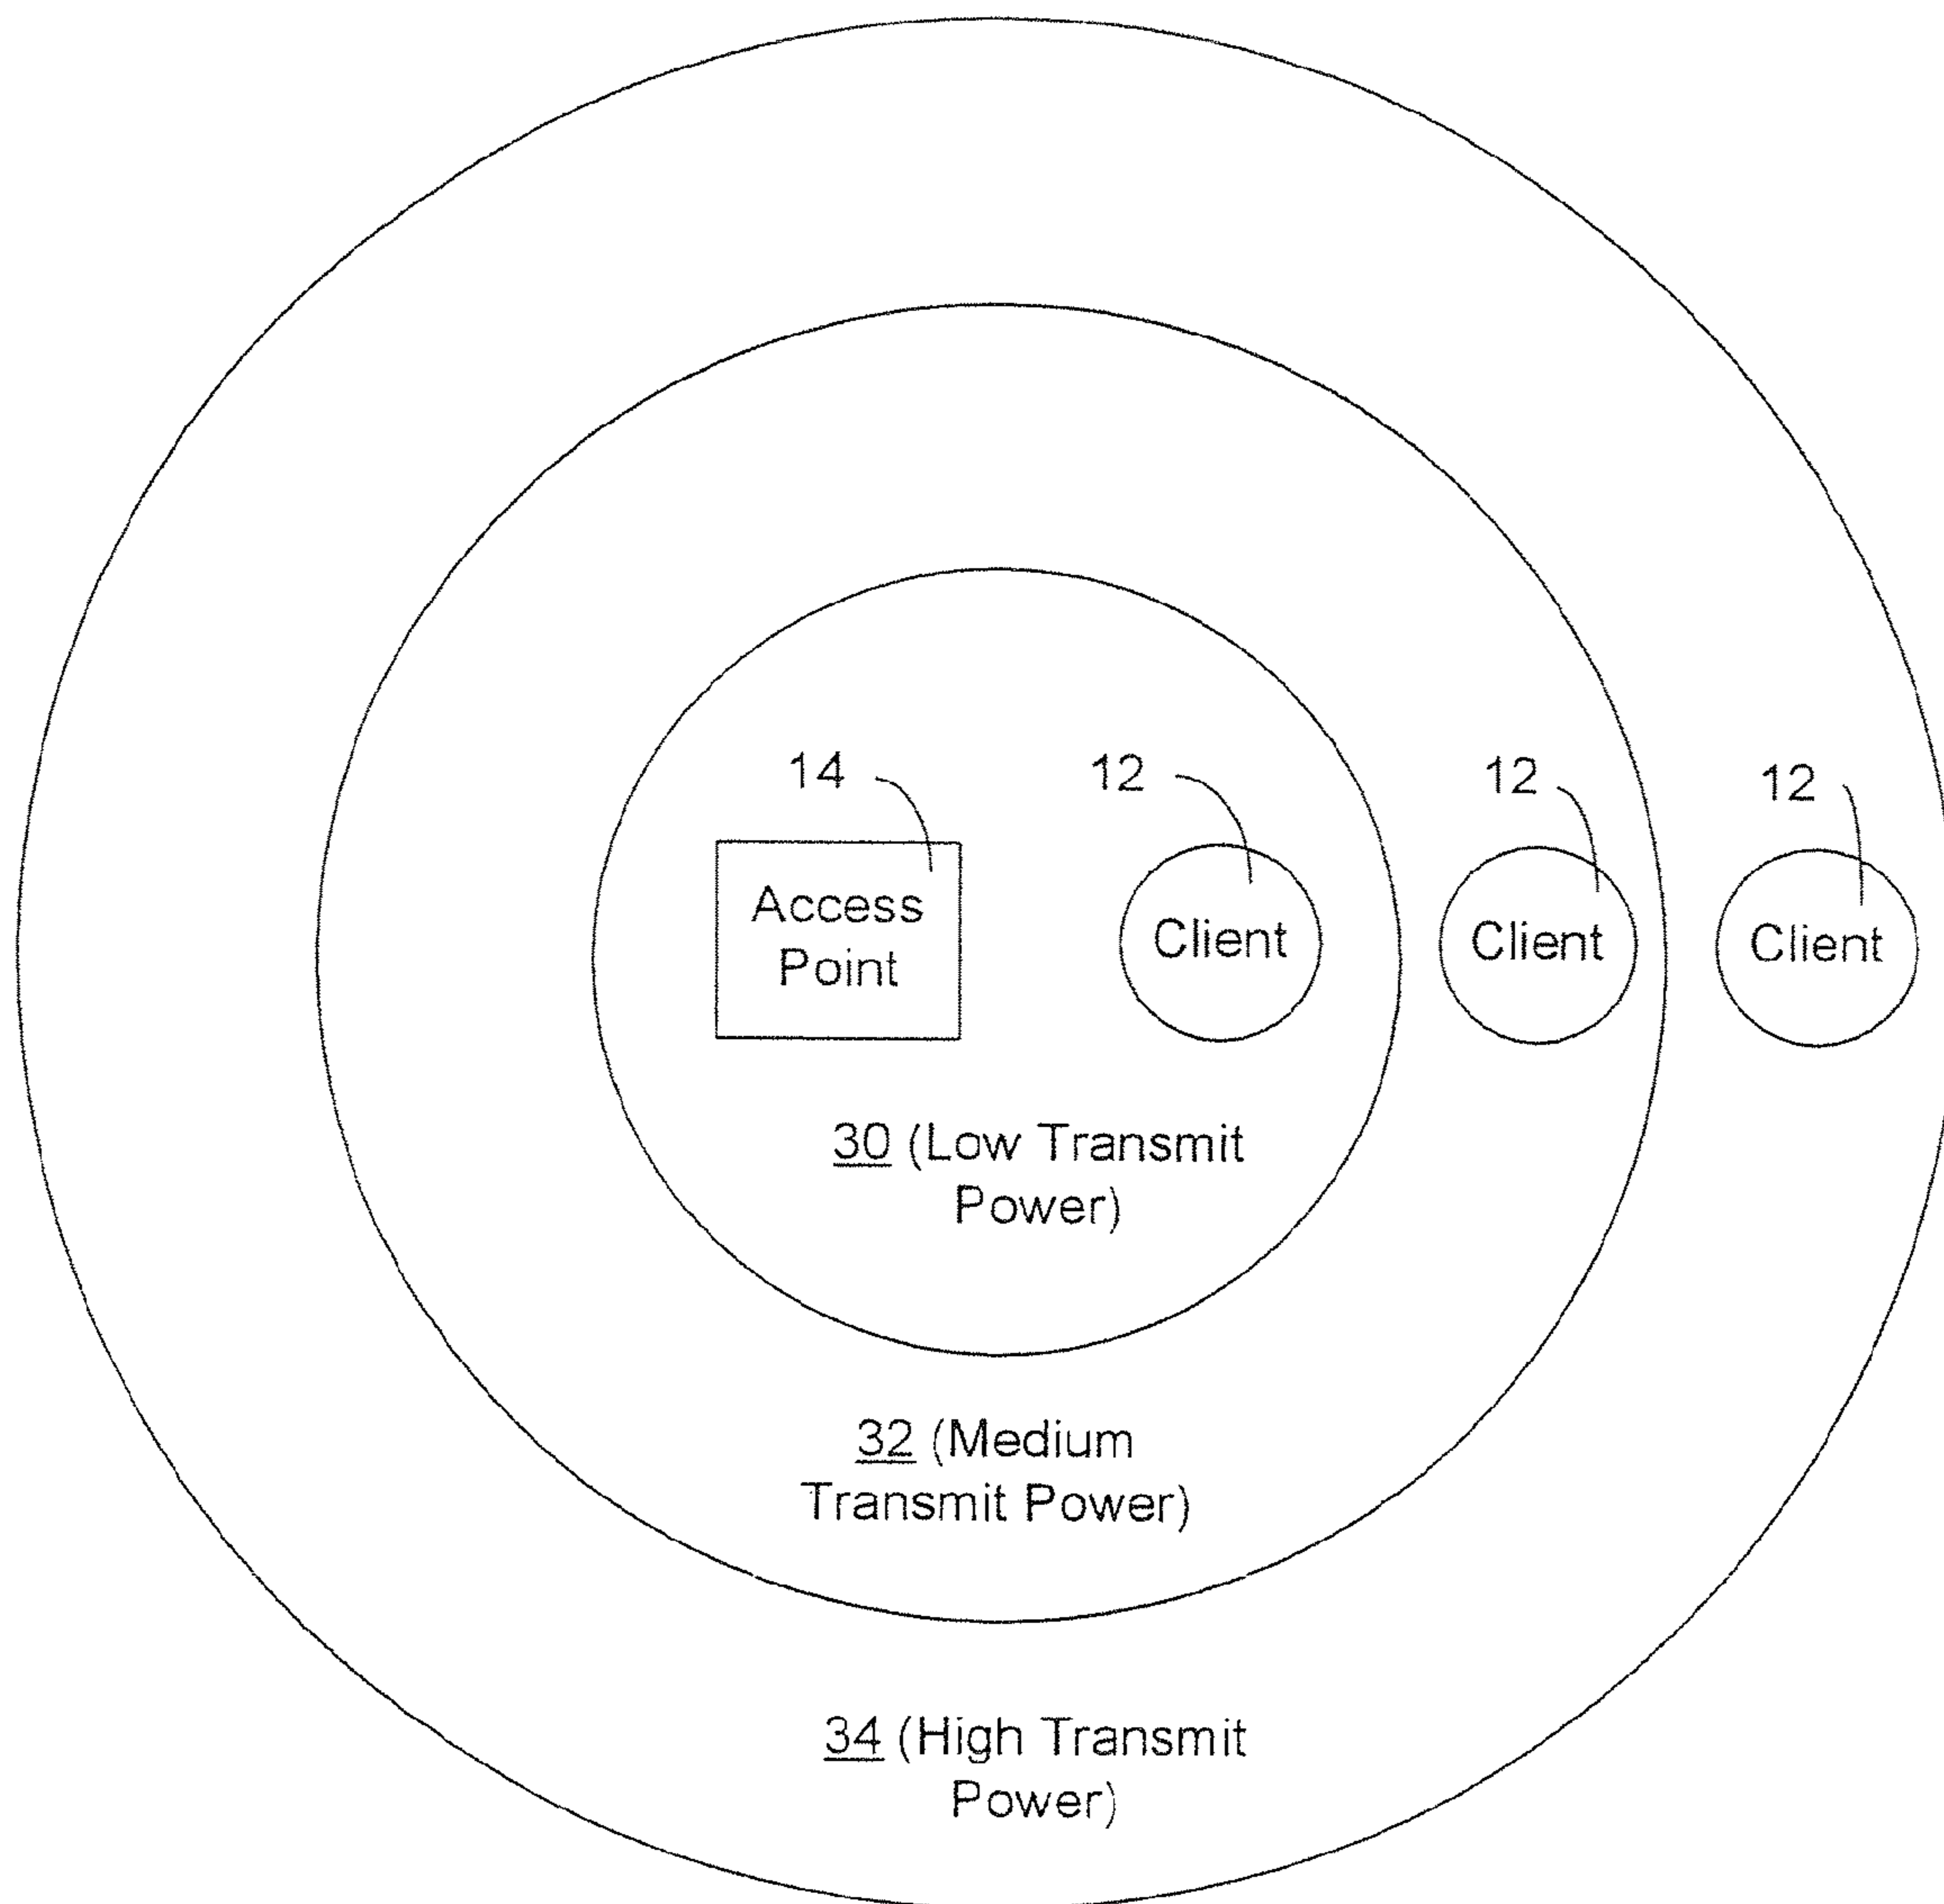 14
12
12
12
Access
Point
Client
Client
Client
30 (Low Transmit
Power)
32 (Medium
Transmit Power)
34 (High Transmit
Power)